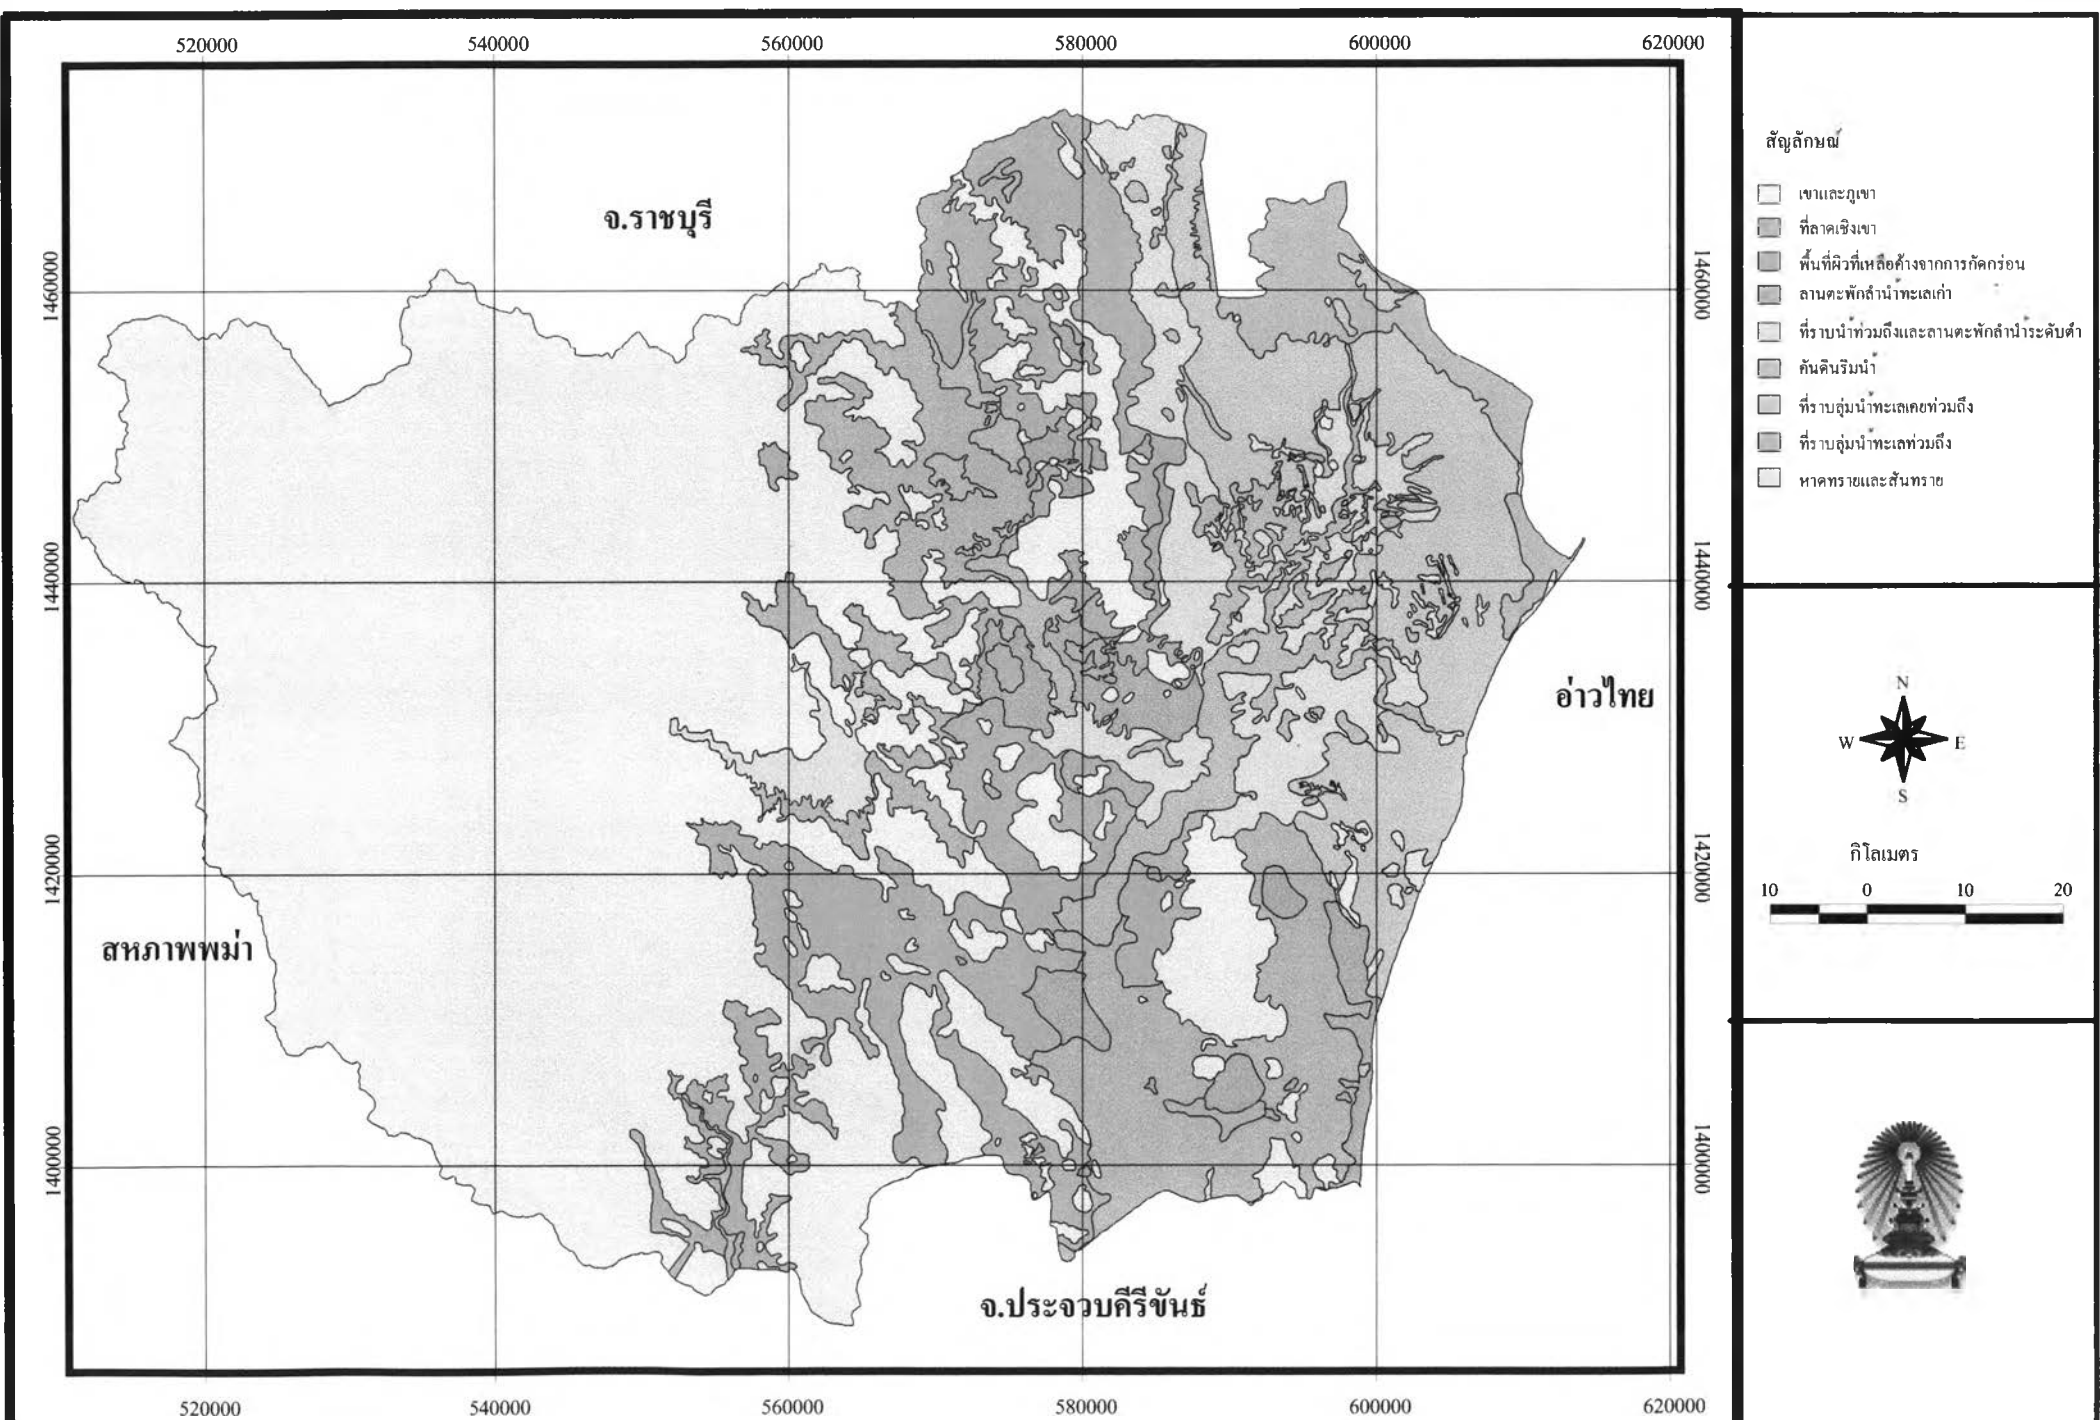 520000 540000 560000 580000 600000 620000
จ.ราชบุรี
1460000 1460000
1440000 1440000
อ่าวไทย
1420000 1420000
สหภาพพม่า
1400000 1400000
จ.ประจวบคีรีขันธ์
520000 540000 560000 580000 600000 620000
สัญลักษณ์
เขาและภูเขา
ที่ลาดเชิงเขา
พื้นที่ผิวที่เหลือค้างจากการกัดกร่อน
ลานตะพักลำน้ำทะเลเก่า
ที่ราบน้ำท่วมถึงและลานตะพักลำน้ำระดับต่ำ
คันดินริมน้ำ
ที่ราบลุ่มน้ำทะเลเคยท่วมถึง
ที่ราบลุ่มน้ำทะเลท่วมถึง
หาดทรายและสันทราย
N
W E
S
กิโลเมตร
10 0 10 20